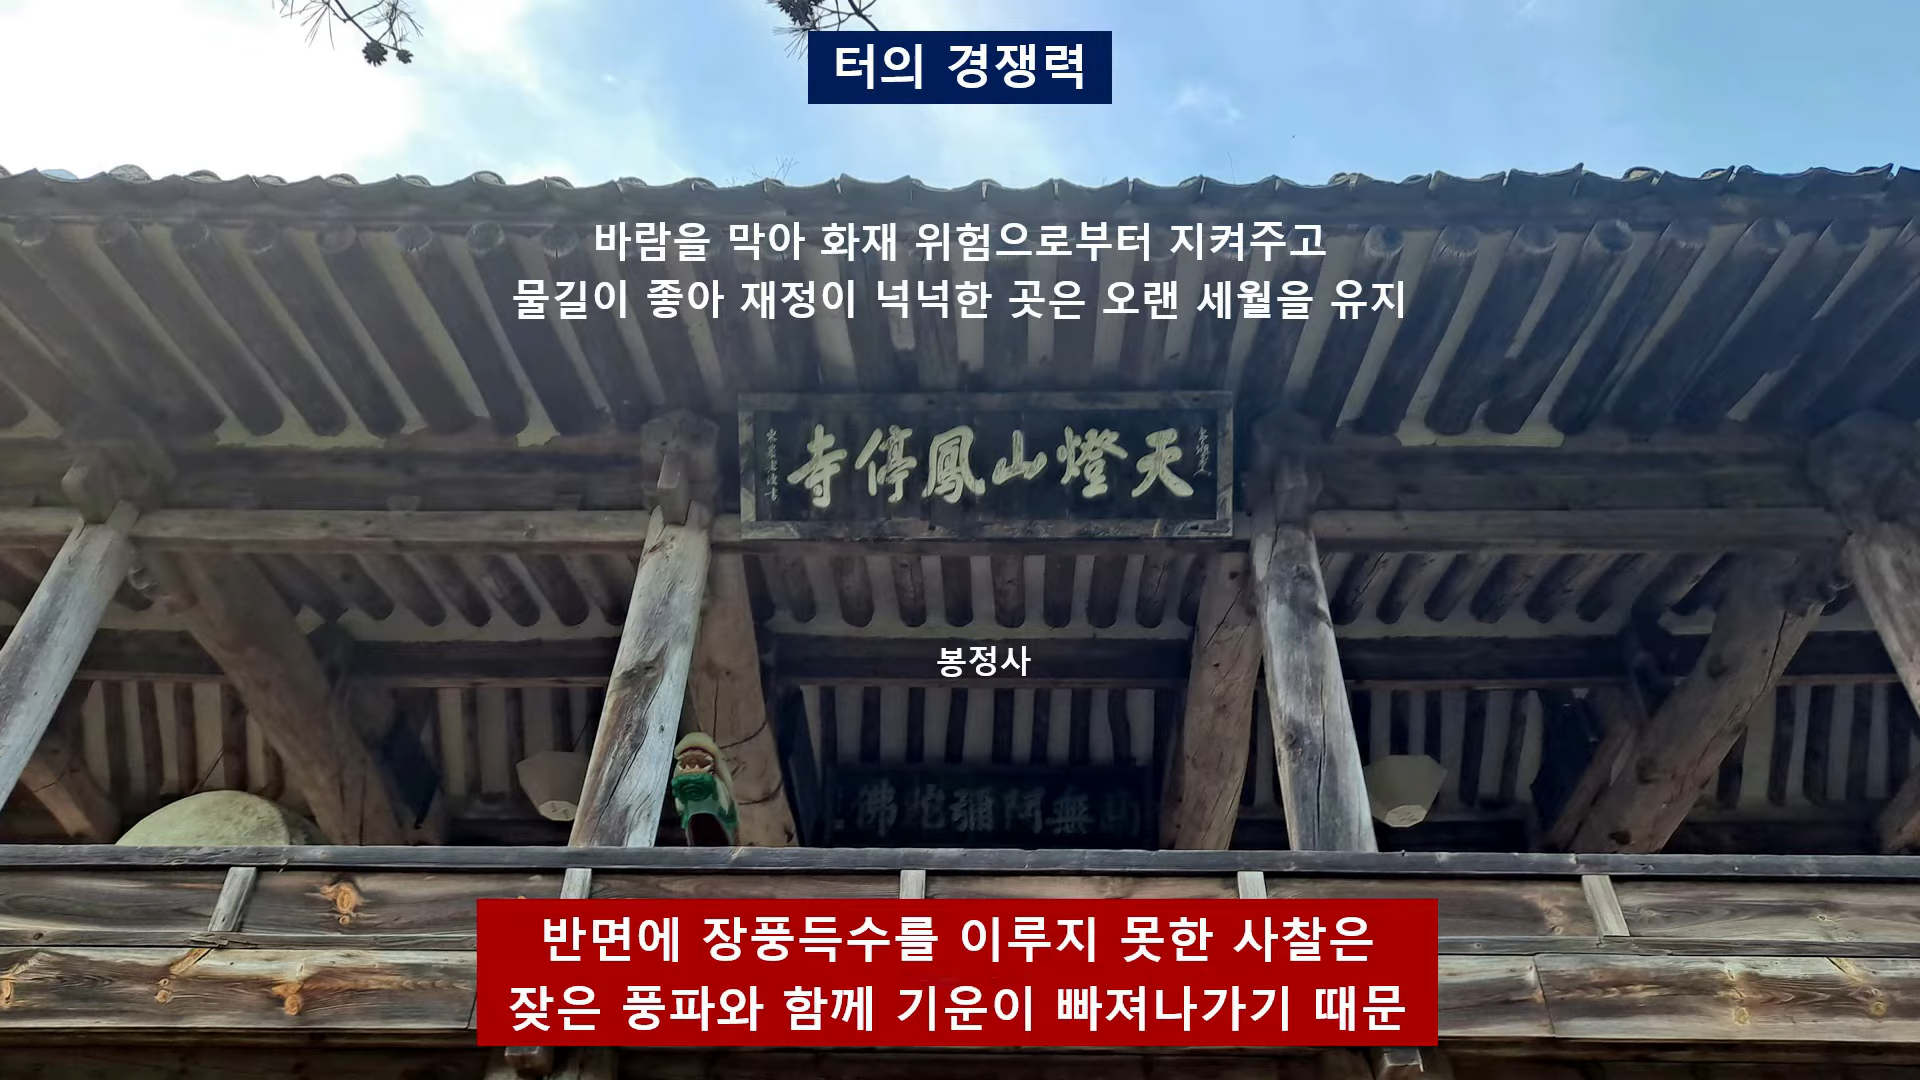 터의 경쟁력
바람을 막아 화재 위험으로부터 지켜주고
물길이 좋아 재정이 넉넉한 곳은 오랜 세월을 유지
天燈山鳳停寺
봉정사
無阿彌陀佛
반면에 장풍득수를 이루지 못한 사찰은
잦은 풍파와 함께 기운이 빠져나가기 때문